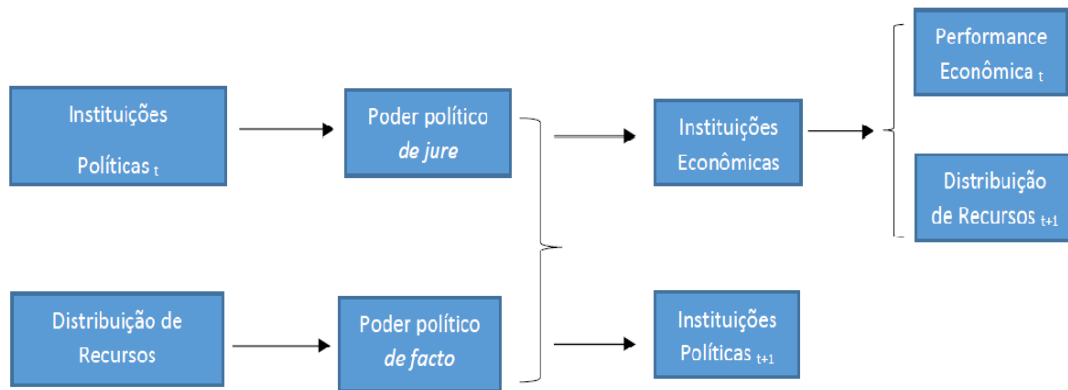 Instituições
Políticas t
Poder político
de jure
Instituições
Econômicas
Performance
Econômica t
Distribuição
de Recursos t+1
Distribuição de
Recursos
Poder político
de facto
Instituições
Políticas t+1